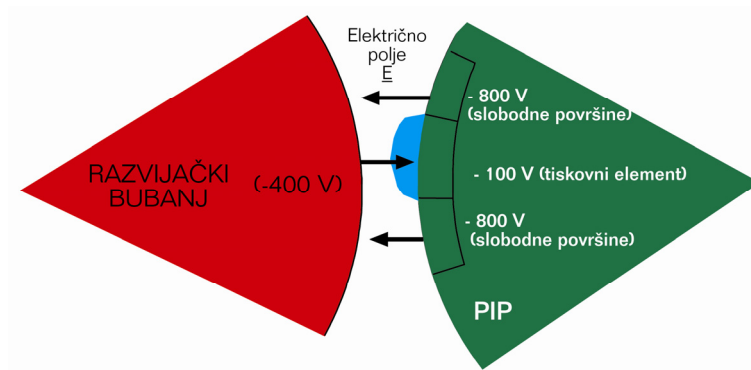 Električno
polje
E
- 800 V
(slobodne površine)
RAZVIJAČKI
BUBANJ
(-400 V)
- 100 V (tiskovni element)
- 800 V
(slobodne površine)
PIP